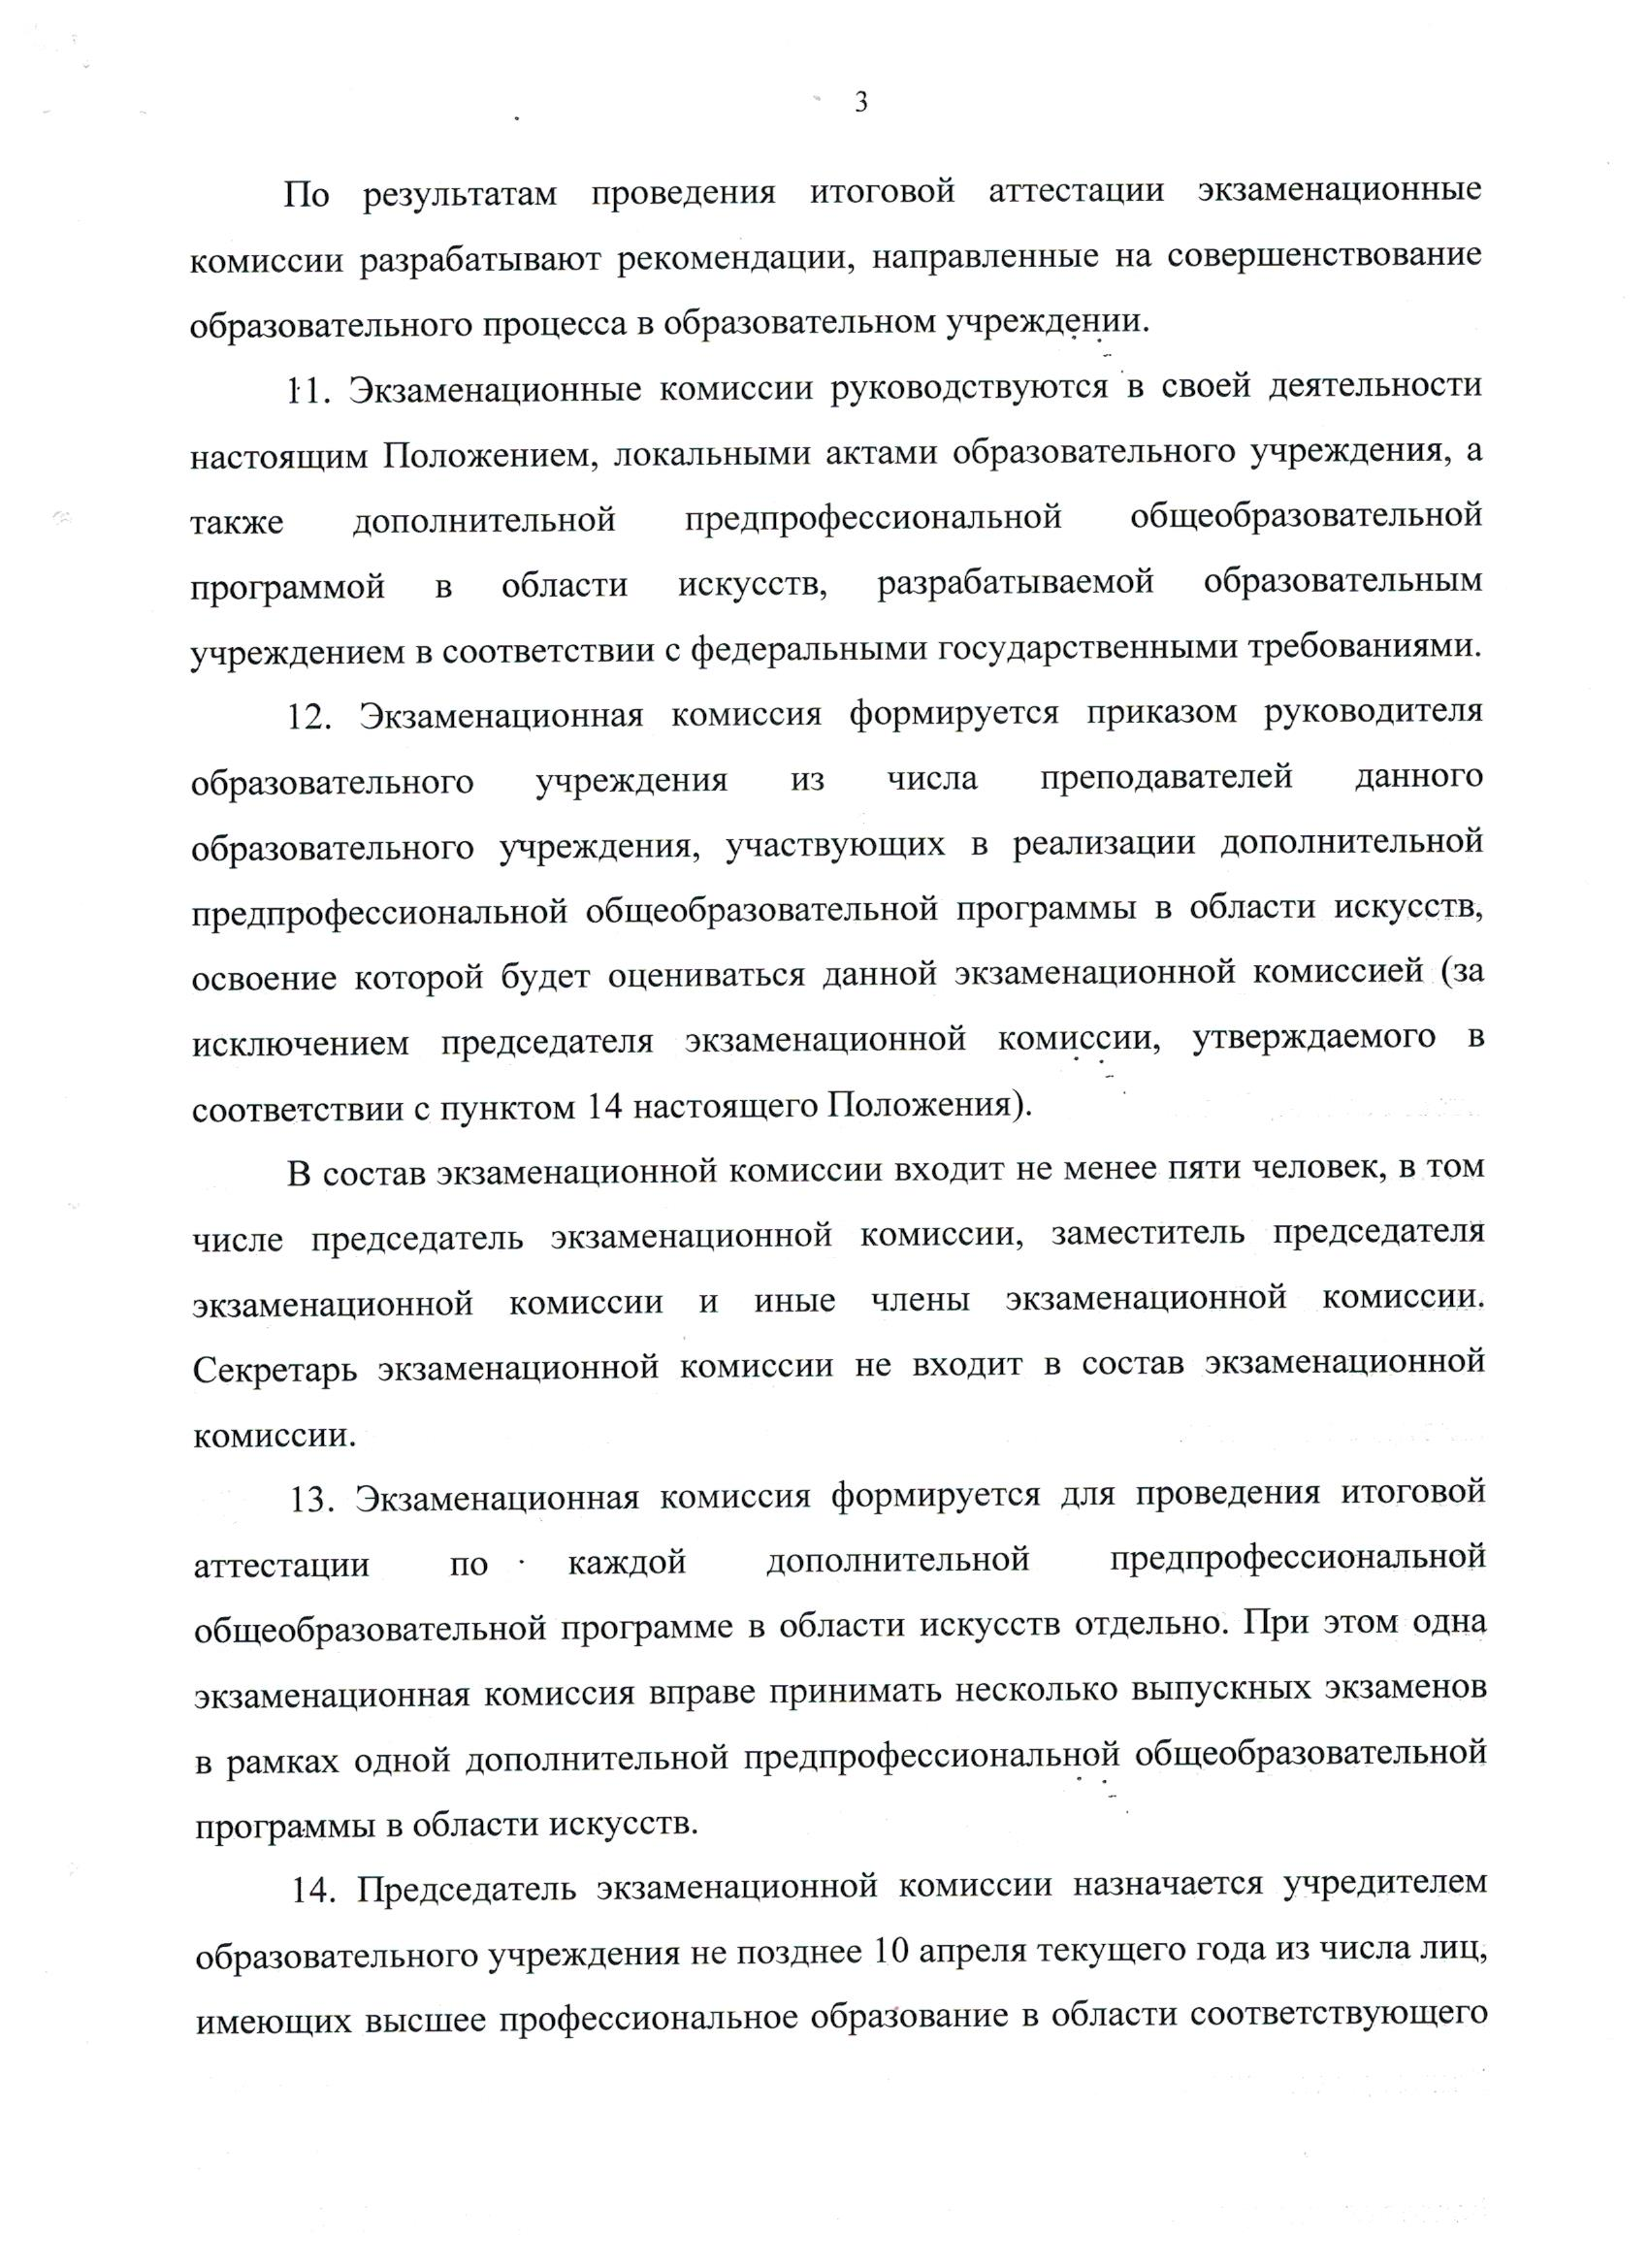 3
По результатам проведения итоговой аттестации экзаменационные
комиссии разрабатывают рекомендации, направленные на совершенствование
образовательного процесса в образовательном учреждении.
11. Экзаменационные комиссии руководствуются в своей деятельности
настоящим Положением, локальными актами образовательного учреждения, а
также дополнительной предпрофессиональной общеобразовательной
программой в области искусств, разрабатываемой образовательным
учреждением в соответствии с федеральными государственными требованиями.
12. Экзаменационная комиссия формируется приказом руководителя
образовательного учреждения из числа преподавателей данного
образовательного учреждения, участвующих в реализации дополнительной
предпрофессиональной общеобразовательной программы в области искусств,
освоение которой будет оцениваться данной экзаменационной комиссией (за
исключением председателя экзаменационной комиссии, утверждаемого в
соответствии с пунктом 14 настоящего Положения).
В состав экзаменационной комиссии входит не менее пяти человек, в том
числе председатель экзаменационной комиссии, заместитель председателя
экзаменационной комиссии и иные члены экзаменационной комиссии.
Секретарь экзаменационной комиссии не входит в состав экзаменационной
комиссии.
13. Экзаменационная комиссия формируется для проведения итоговой
аттестации по каждой дополнительной предпрофессиональной
общеобразовательной программе в области искусств отдельно. При этом одна
экзаменационная комиссия вправе принимать несколько выпускных экзаменов
в рамках одной дополнительной предпрофессиональной общеобразовательной
программы в области искусств.
14. Председатель экзаменационной комиссии назначается учредителем
образовательного учреждения не позднее 10 апреля текущего года из числа лиц,
имеющих высшее профессиональное образование в области соответствующего